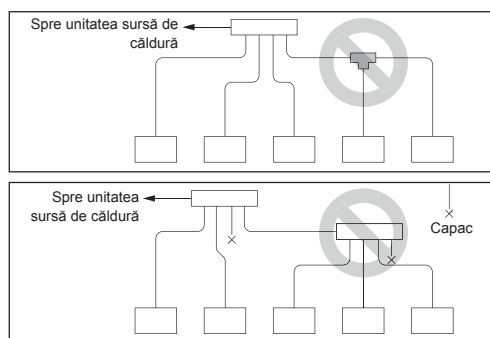 Spre unitatea sursă de
căldură
Spre unitatea
sursă de căldură
Capac